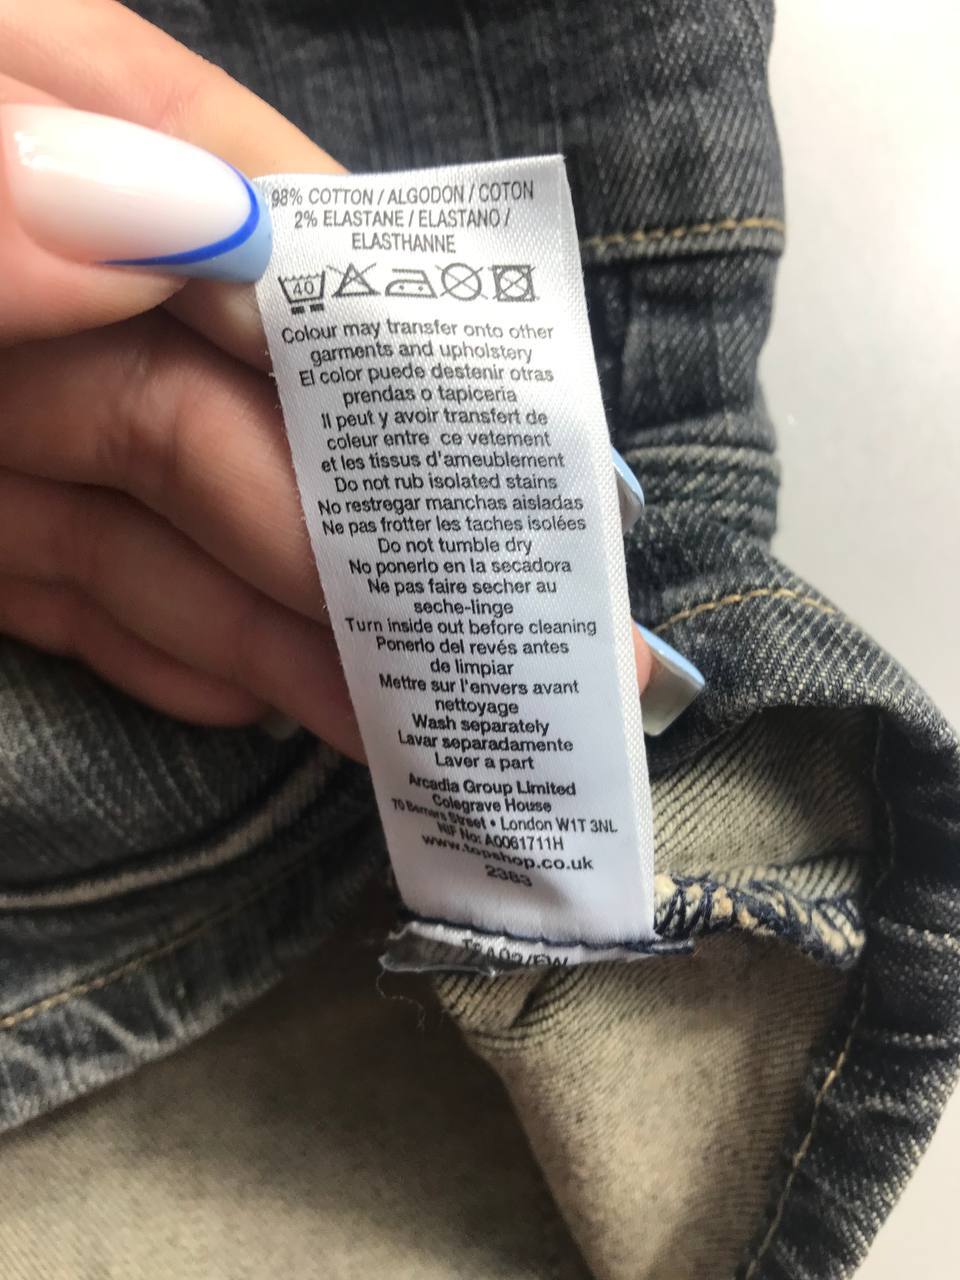 98% COTTON / ALGODON / COTON
2% ELASTANE / ELASTANO /
ELASTHANNE
40
Colour may transfer onto other
garments and upholstery
El color puede destenir otras
prendas o tapiceria
Il peut y avoir transfert de
coleur entre ce vetement
et les tissus d'ameublement
Do not rub isolated stains
No restregar manchas aisladas
Ne pas frotter les taches isolées
Do not tumble dry
No ponerlo en la secadora
Ne pas faire secher au
seche-linge
Turn inside out before cleaning
Ponerlo del revés antes
de limpiar
Mettre sur l'envers avant
nettoyage
Wash separately
Lavar separadamente
Laver a part
Arcadia Group Limited
Colegrave House
70 Berners Street • London W1T 3NL
NIF No: A0061711H
www.topshop.co.uk
2383